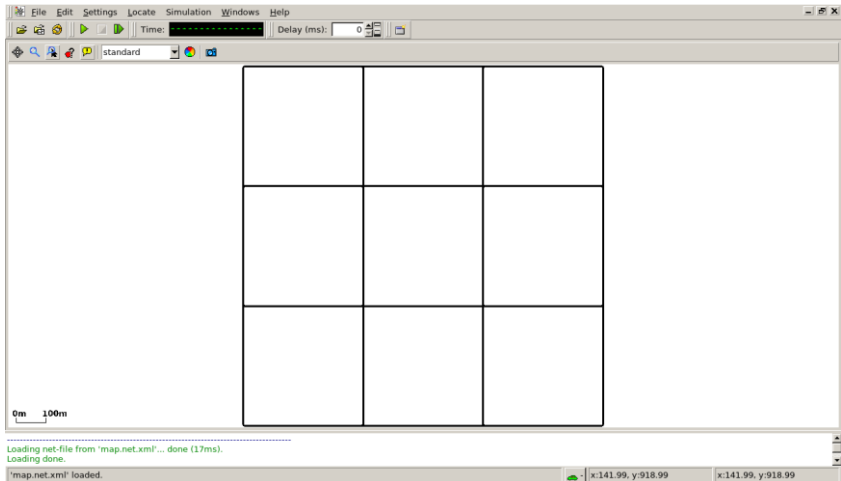 File Edit Settings Locate Simulation Windows Help
Time: Delay (ms): 0
standard
0m 100m
Loading net-file from 'map.net.xml'... done (17ms).
Loading done.
'map.net.xml' loaded. x:141.99, y:918.99 x:141.99, y:918.99